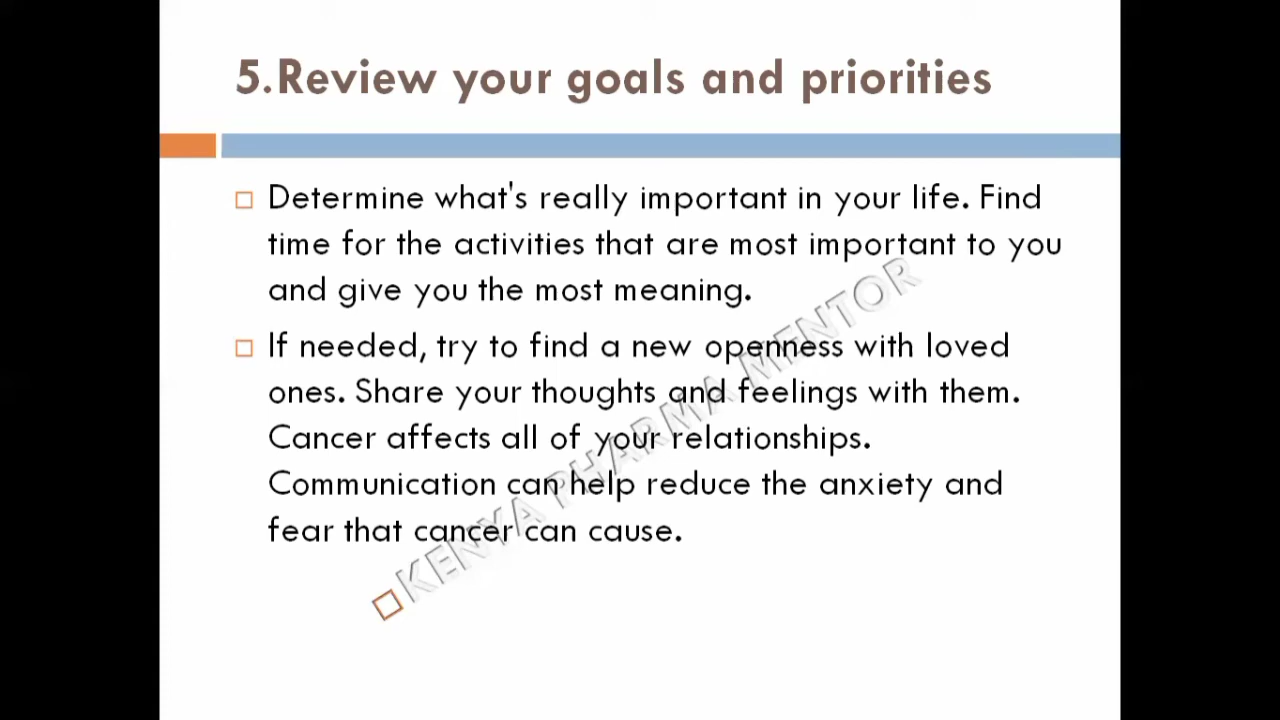 5.Review your goals and priorities
Determine what's really important in your life. Find
time for the activities that are most important to you
and give you the most meaning.
If needed, try to find a new openness with loved
ones. Share your thoughts and feelings with them.
Cancer affects all of your relationships.
Communication can help reduce the anxiety and
fear that cancer can cause.
KENYA PHARMA MENTOR